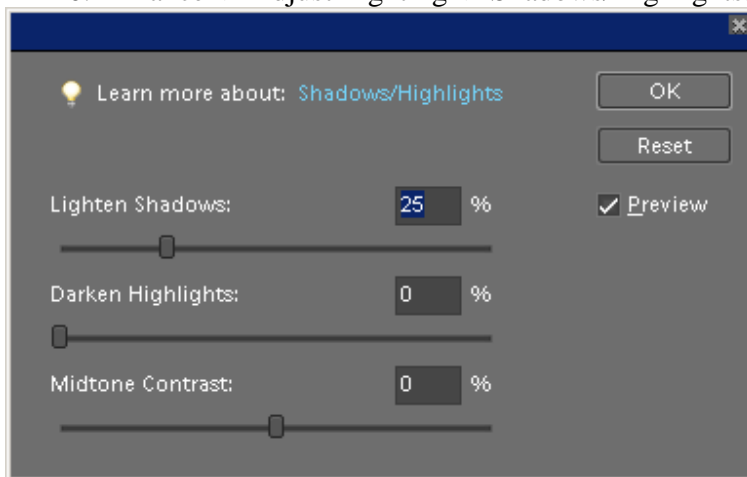 Learn more about: Shadows/Highlights
OK
Reset
Lighten Shadows: 25 %
Preview
Darken Highlights: 0 %
Midtone Contrast: 0 %